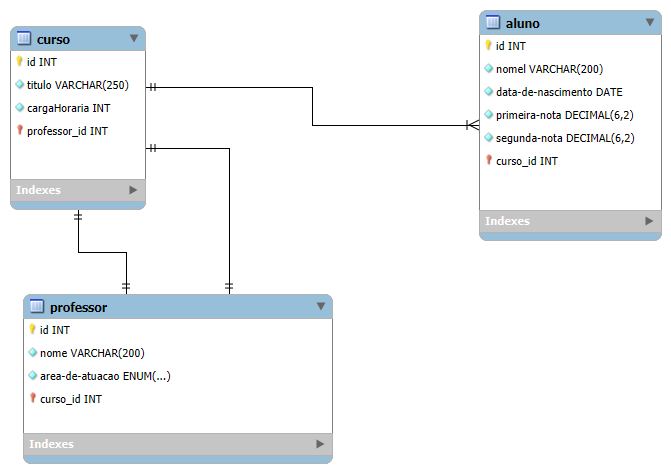 curso
id INT
titulo VARCHAR(250)
cargaHoraria INT
professor_id INT
Indexes
aluno
id INT
nomel VARCHAR(200)
data-de-nascimento DATE
primeira-nota DECIMAL(6,2)
segunda-nota DECIMAL(6,2)
curso_id INT
Indexes
professor
id INT
nome VARCHAR(200)
area-de-atuacao ENUM(...)
curso_id INT
Indexes